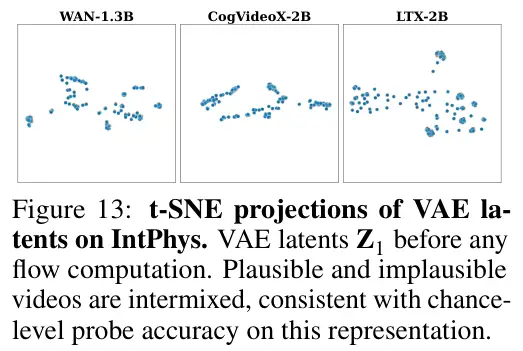 WAN-1.3B CogVideoX-2B LTX-2B
Figure 13: t-SNE projections of VAE la-
tents on IntPhys. VAE latents Z₁ before any
flow computation. Plausible and implausible
videos are intermixed, consistent with chance-
level probe accuracy on this representation.